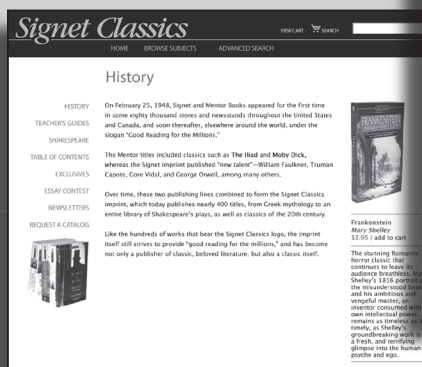 Signet Classics
VIEW CART SEARCH
HOME BROWSE SUBJECTS ADVANCED SEARCH
History
HISTORY
TEACHER'S GUIDES
SHAKESPEARE
TABLE OF CONTENTS
EXCLUSIVES
ESSAY CONTEST
NEWSLETTERS
REQUEST A CATALOG
On February 25, 1948, Signet and Mentor Books appeared for the first time
in some eighty thousand stores and newsstands throughout the United States
and Canada, and soon thereafter, elsewhere around the world, under the
slogan "Good Reading for the Millions."
The Mentor titles included classics such as The Iliad and Moby Dick,
whereas the Signet imprint published "new talent"—William Faulkner, Truman
Capote, Gore Vidal, and George Orwell, among many others.
Over time, these two publishing lines combined to form the Signet Classics
imprint, which today publishes nearly 400 titles, from Greek mythology to an
entire library of Shakespeare's plays, as well as classics of the 20th century.
Like the hundreds of works that bear the Signet Classics logo, the imprint
itself still strives to provide "good reading for the millions," and has become
not only a publisher of classic, beloved literature, but also a classic itself.
FRANKENSTEIN
MARY SHELLEY
Frankenstein
Mary Shelley
$3.95 | add to cart
The stunning Romantic
horror classic that
continues to leave its
audience breathless. Mary
Shelley's 1816 portrait
the misunderstood
and his ambitious and
vengeful master, an
inventor consumed with
own intellectual power,
remains as timeless as
timely, as Shelley's
groundbreaking work is
a fresh, and terrifying
glimpse into the human
psyche and ego.